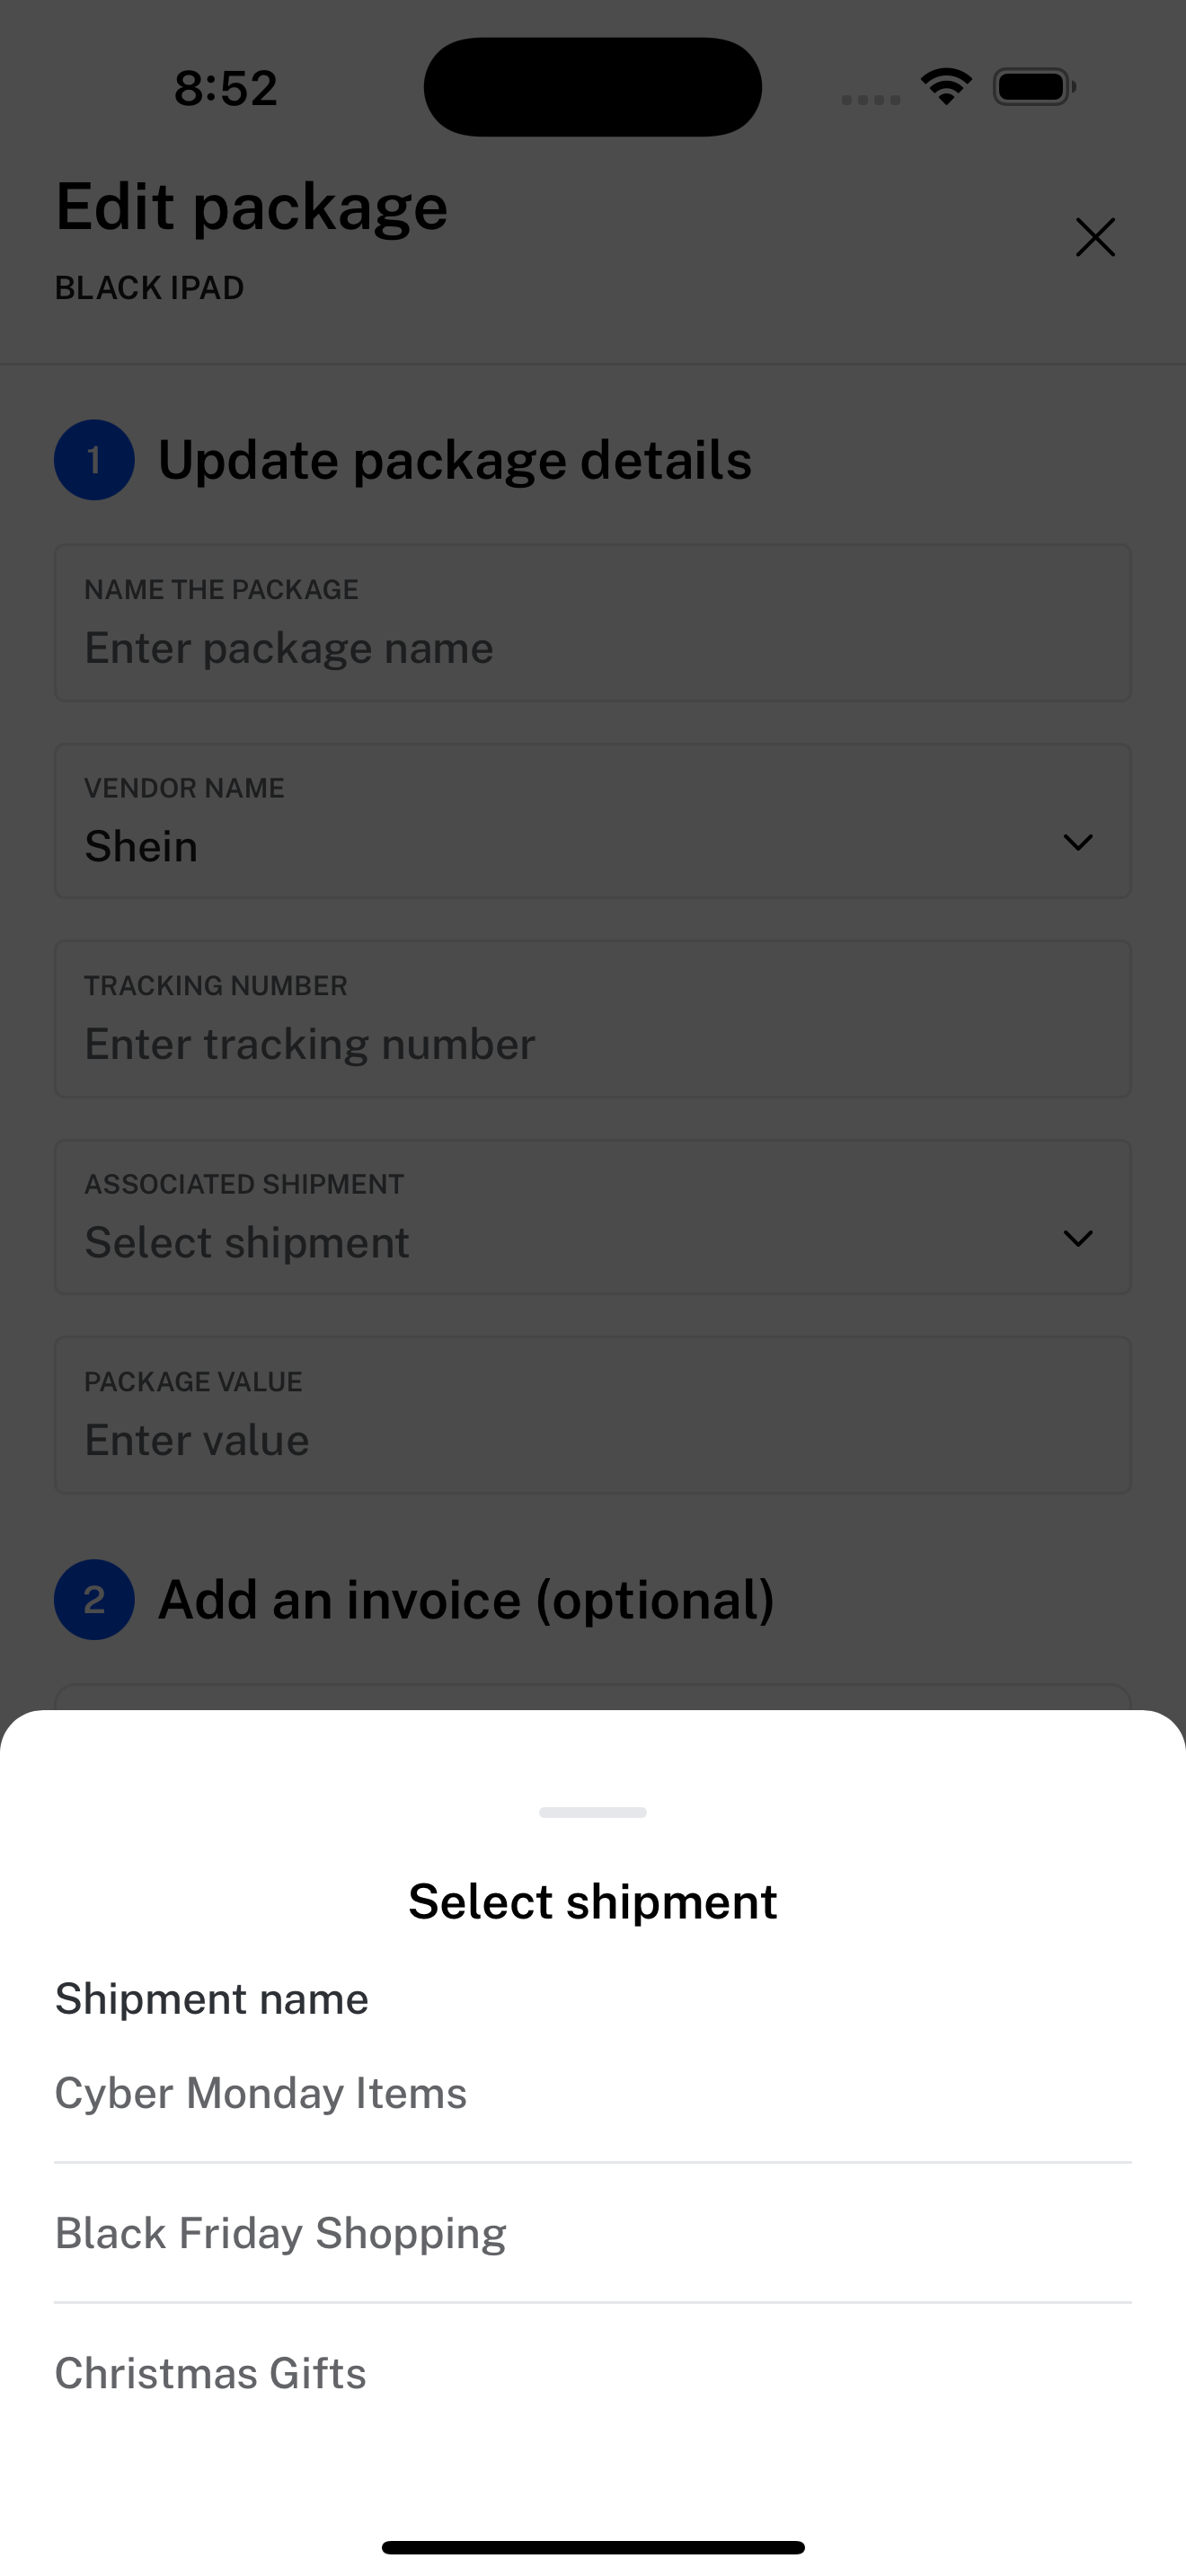 8:52
Edit package
BLACK IPAD
1 Update package details
NAME THE PACKAGE
Enter package name
VENDOR NAME
Shein
TRACKING NUMBER
Enter tracking number
ASSOCIATED SHIPMENT
Select shipment
PACKAGE VALUE
Enter value
2 Add an invoice (optional)
Select shipment
Shipment name
Cyber Monday Items
Black Friday Shopping
Christmas Gifts